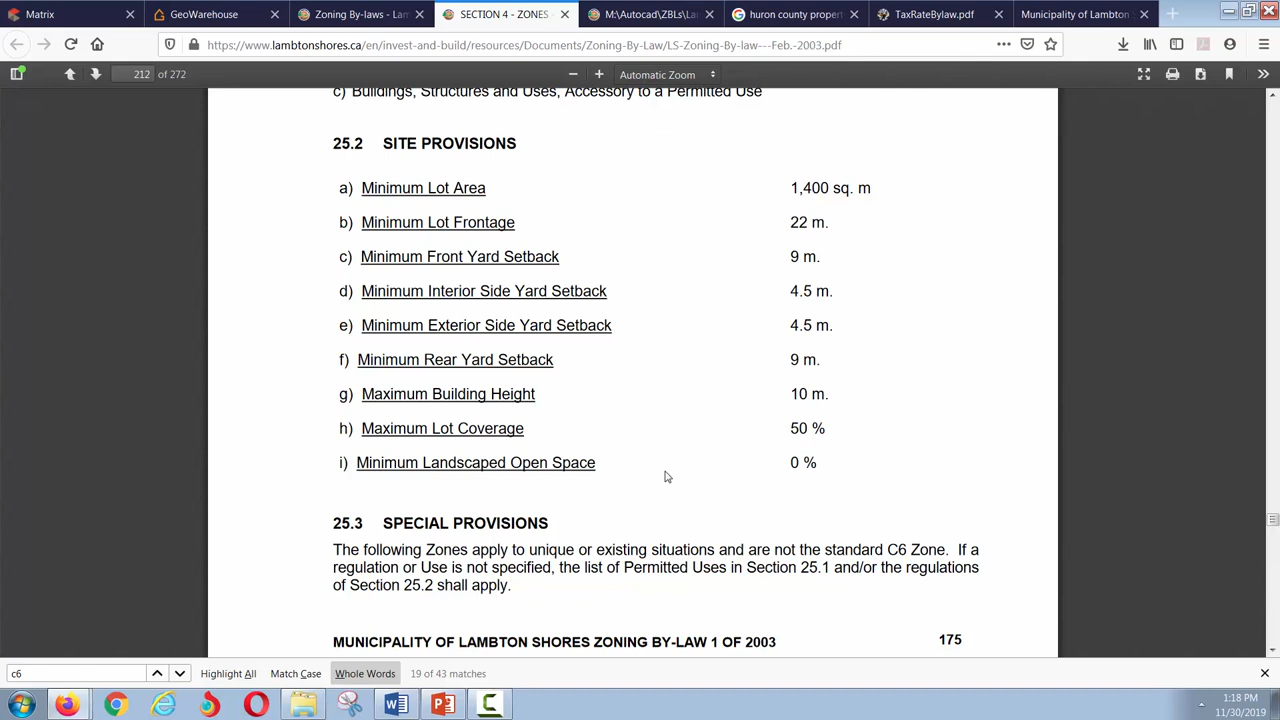 Matrix
GeoWarehouse
Zoning By-laws - Lam
SECTION 4 - ZONES
M:\Autocad\ZBLs\La
huron county propert
TaxRateBylaw.pdf
Municipality of Lambton
https://www.lambtonshores.ca/en/invest-and-build/resources/Documents/Zoning-By-Law/LS-Zoning-By-law---Feb.-2003.pdf
212 of 272
Automatic Zoom
c) Buildings, Structures and Uses, Accessory to a Permitted Use
25.2 SITE PROVISIONS
a) Minimum Lot Area 1,400 sq. m
b) Minimum Lot Frontage 22 m.
c) Minimum Front Yard Setback 9 m.
d) Minimum Interior Side Yard Setback 4.5 m.
e) Minimum Exterior Side Yard Setback 4.5 m.
f) Minimum Rear Yard Setback 9 m.
g) Maximum Building Height 10 m.
h) Maximum Lot Coverage 50 %
i) Minimum Landscaped Open Space 0 %
25.3 SPECIAL PROVISIONS
The following Zones apply to unique or existing situations and are not the standard C6 Zone. If a
regulation or Use is not specified, the list of Permitted Uses in Section 25.1 and/or the regulations
of Section 25.2 shall apply.
MUNICIPALITY OF LAMBTON SHORES ZONING BY-LAW 1 OF 2003 175
c6
Highlight All
Match Case
Whole Words
19 of 43 matches
1:18 PM
11/30/2019